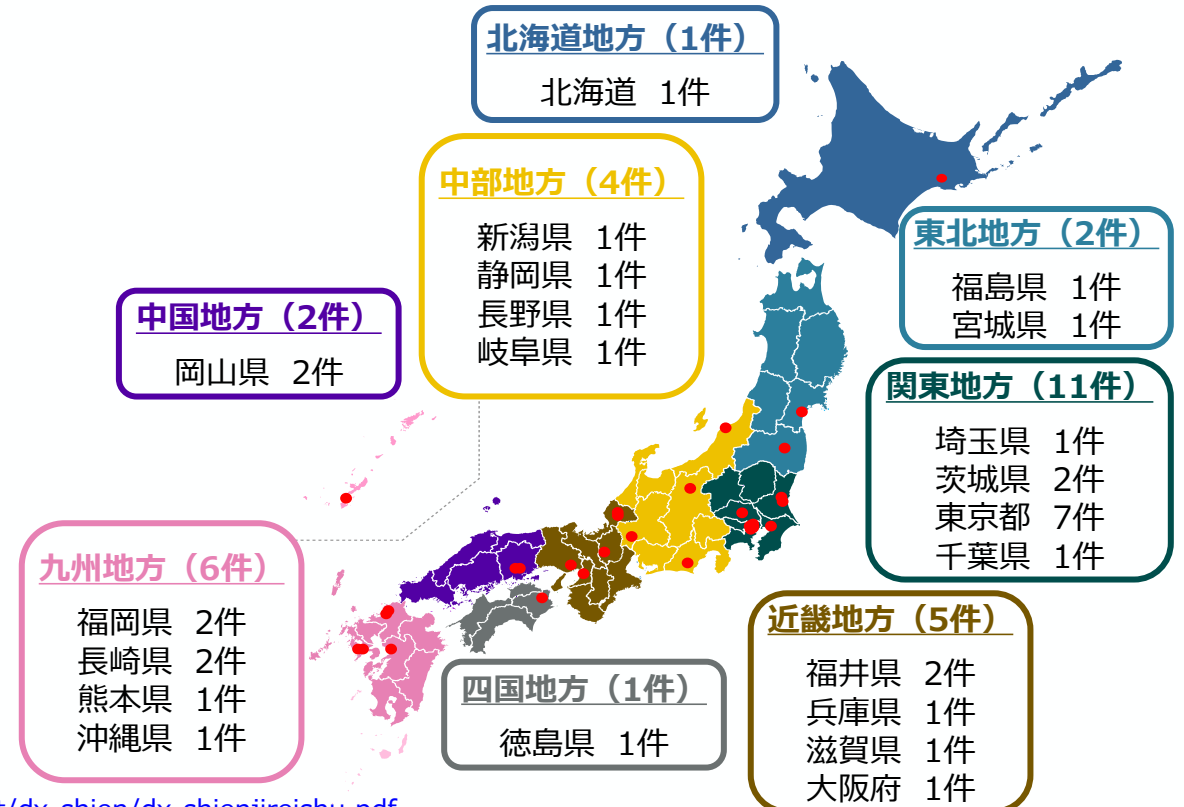 北海道地方（1件）
北海道 1件
中部地方（4件）
新潟県 1件
静岡県 1件
長野県 1件
岐阜県 1件
東北地方（2件）
福島県 1件
宮城県 1件
中国地方（2件）
岡山県 2件
関東地方（11件）
埼玉県 1件
茨城県 2件
東京都 7件
千葉県 1件
九州地方（6件）
福岡県 2件
長崎県 2件
熊本県 1件
沖縄県 1件
四国地方（1件）
徳島県 1件
近畿地方（5件）
福井県 2件
兵庫県 1件
滋賀県 1件
大阪府 1件